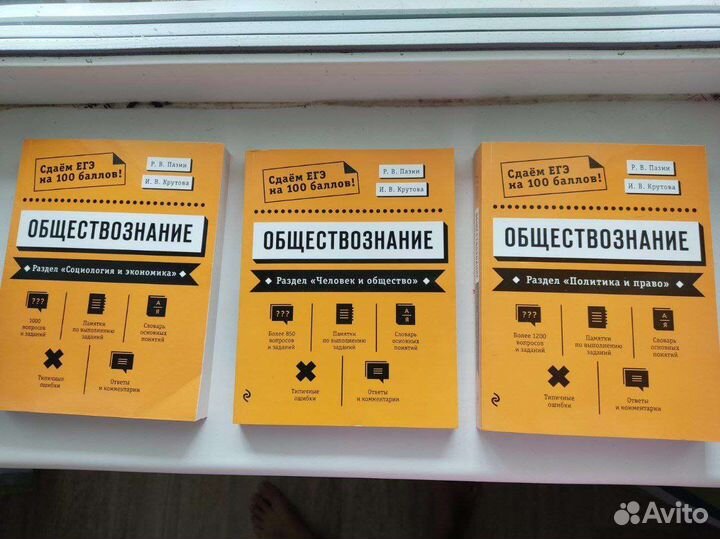 Сдаём ЕГЭ
на 100 баллов!
Р. В. Пазин
И. В. Крутова
ОБЩЕСТВОЗНАНИЕ
Раздел «Социология и экономика»
???
1000
вопросов
и заданий
Памятки
по выполнению
заданий
А
Я
Словарь
основных
понятий
Типичные
ошибки
Ответы
и комментарии
Сдаём ЕГЭ
на 100 баллов!
Р. В. Пазин
И. В. Крутова
ОБЩЕСТВОЗНАНИЕ
Раздел «Человек и общество»
???
Более 850
вопросов
и заданий
Памятки
по выполнению
заданий
А
Я
Словарь
основных
понятий
Типичные
ошибки
Ответы
и комментарии
Сдаём ЕГЭ
на 100 баллов!
Р. В. Пазин
И. В. Крутова
ОБЩЕСТВОЗНАНИЕ
Раздел «Политика и право»
???
Более 1200
вопросов
и заданий
Памятки
по выполнению
заданий
А
Я
Словарь
основных
понятий
Типичные
ошибки
Ответы
и комментарии
Avito